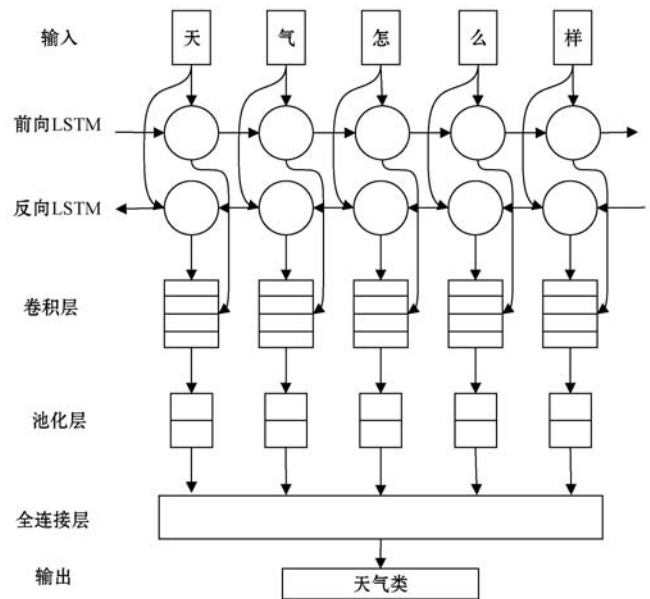 输入 天 气 怎 么 样
前向LSTM
反向LSTM
卷积层
池化层
全连接层
输出 天气类